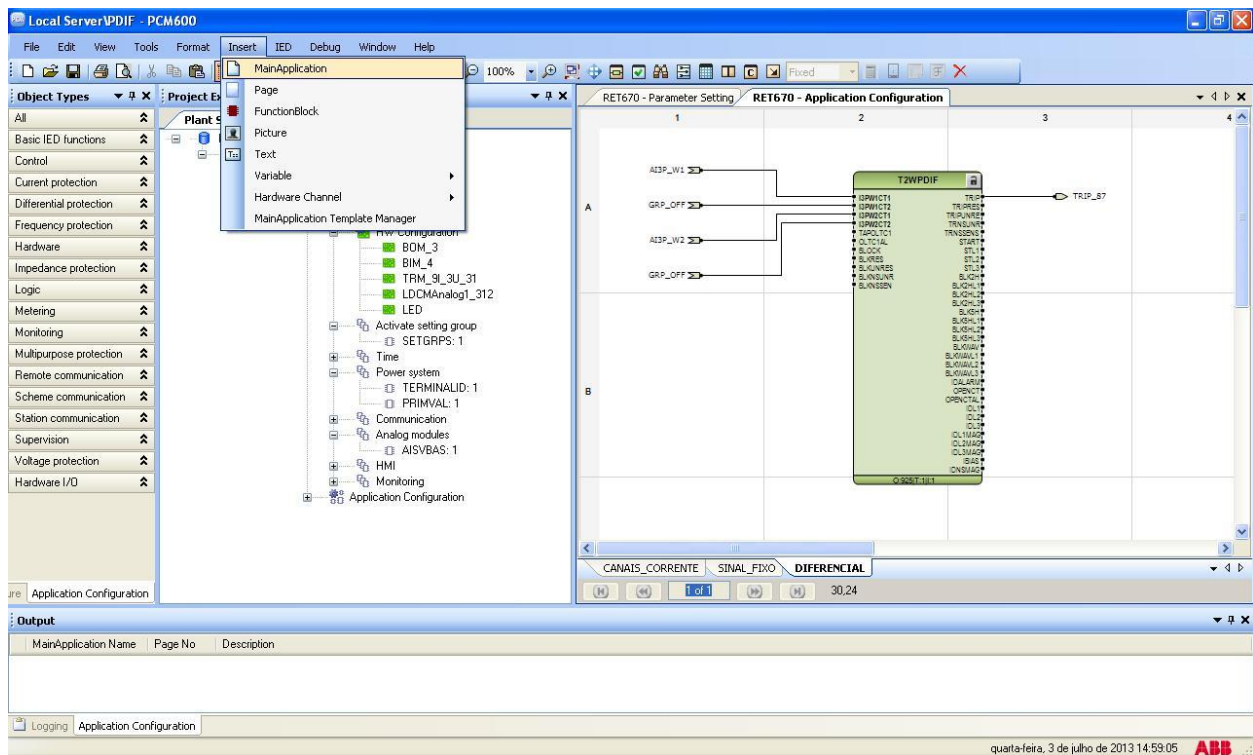 Local Server\PDIF - PCM600
File Edit View Tools Format Insert IED Debug Window Help
100% Fixed
MainApplication
Page
FunctionBlock
Picture
Text
Variable
Hardware Channel
MainApplication Template Manager
Object Types
All
Basic IED functions
Control
Current protection
Differential protection
Frequency protection
Hardware
Impedance protection
Logic
Metering
Monitoring
Multipurpose protection
Remote communication
Scheme communication
Station communication
Supervision
Voltage protection
Hardware I/O
Application Configuration
Project Ex
Plant S
HW Configuration
BOM_3
BIM_4
TRM_9I_3U_31
LDCMAnalog1_312
LED
Activate setting group
SETGRPS: 1
Time
Power system
TERMINALID: 1
PRIMVAL: 1
Communication
Analog modules
AISVBAS: 1
HMI
Monitoring
Application Configuration
RET670 - Parameter Setting RET670 - Application Configuration
1 2 3 4
A
B
AI3P_W1
GRP_OFF
AI3P_W2
GRP_OFF
T2WPDIF
I3PW1CT1
I3PW1CT2
I3PW2CT1
I3PW2CT2
TAPOLTC1
OLTC1AL
BLOCK
BLKRES
BLKUNRES
BLKNSUNR
BLKNSSEN
TRIP
TRIPRES
TRIPUNRE
TRNSUNR
TRNSSENS
START
STL1
STL2
STL3
BLK2H
BLK2HL1
BLK2HL2
BLK2HL3
BLK5H
BLK5HL1
BLK5HL2
BLK5HL3
BLKWAV
BLKWAVL1
BLKWAVL2
BLKWAVL3
IDALARM
OPENCT
OPENCTAL
IDL1
IDL2
IDL3
IDL1MAG
IDL2MAG
IDL3MAG
IBIAS
IDNSMAG
O:925|T:1|I:1
TRIP_87
CANAIS_CORRENTE SINAL_FIXO DIFERENCIAL
1 of 1 30,24
Output
MainApplication Name Page No Description
Logging Application Configuration
quarta-feira, 3 de julho de 2013 14:59:05 ABB